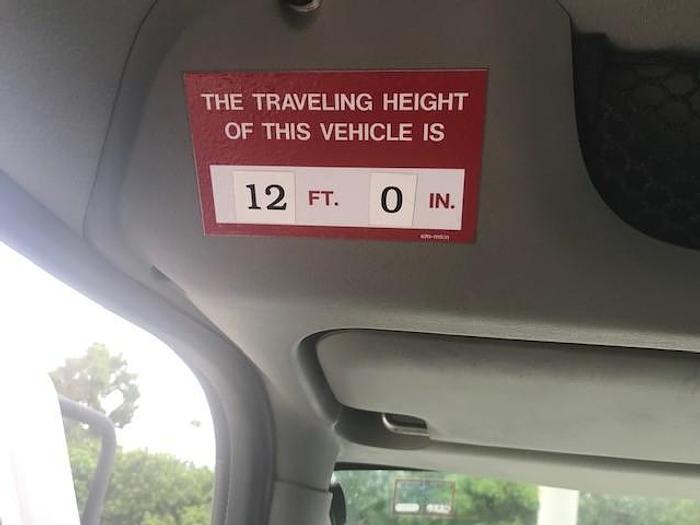 THE TRAVELING HEIGHT
OF THIS VEHICLE IS
12 FT. 0 IN.